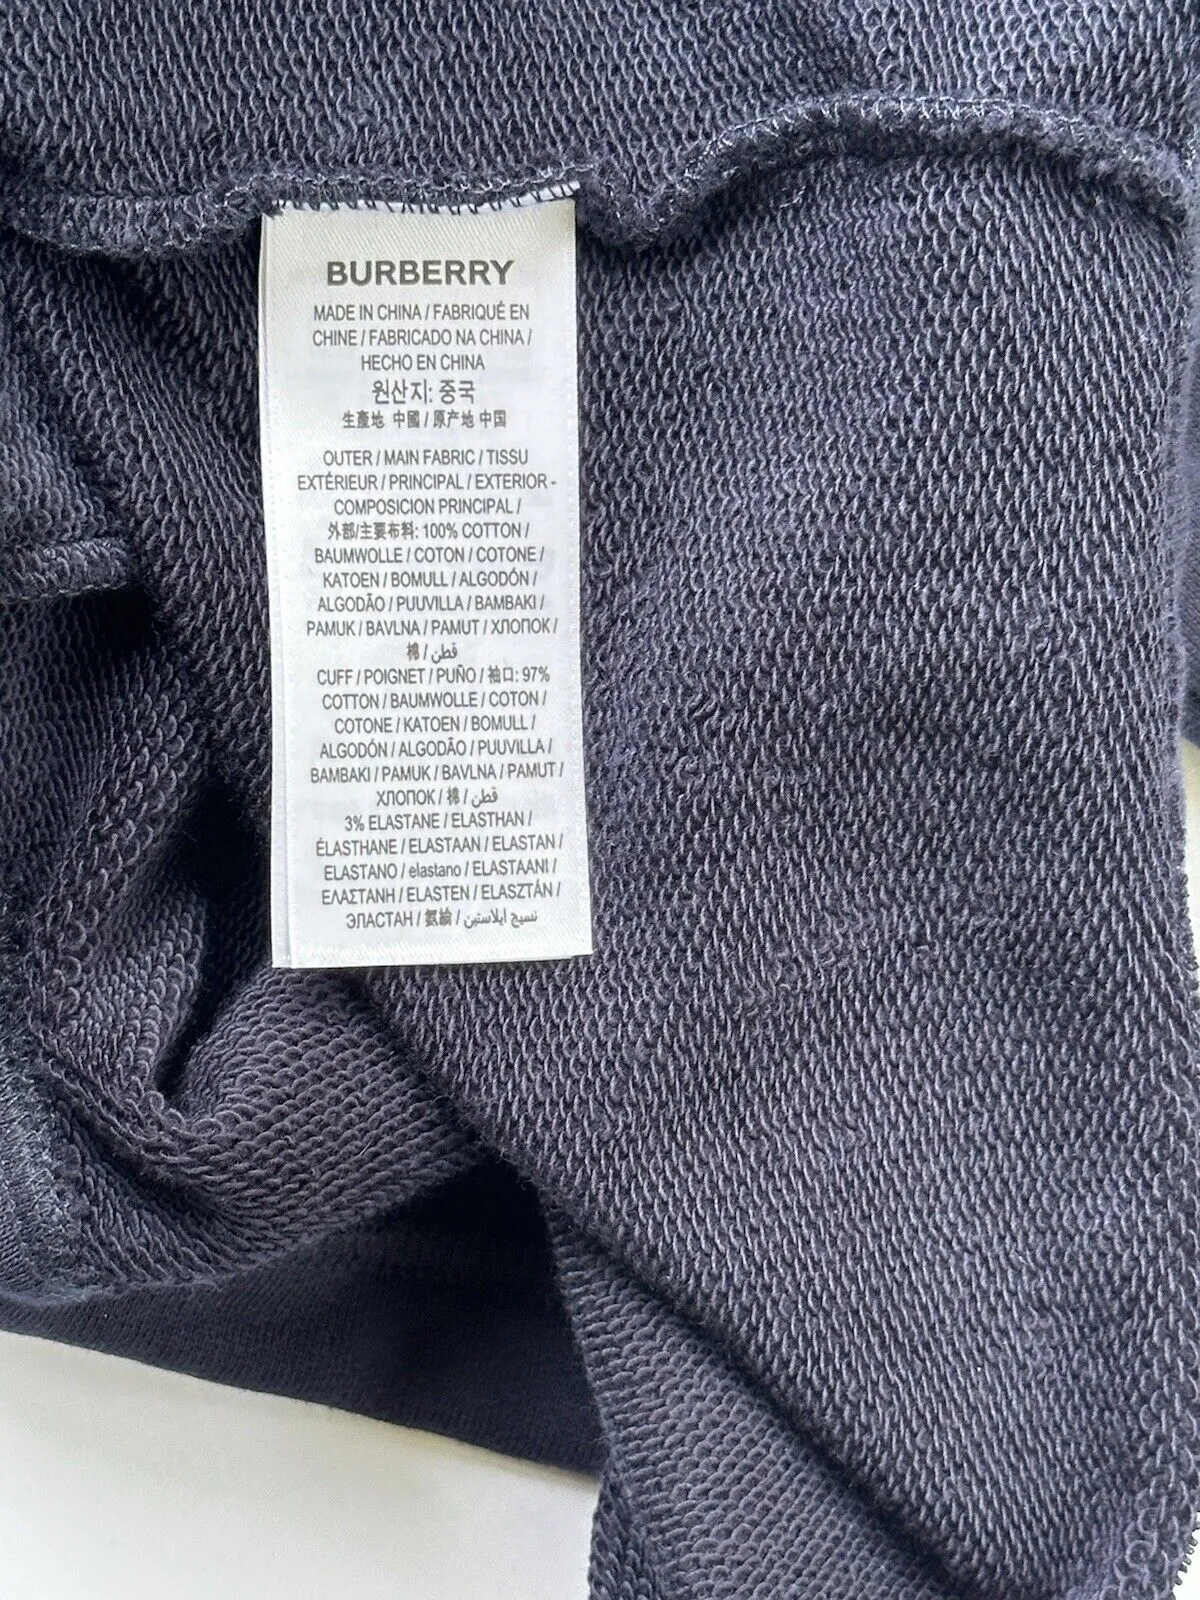 BURBERRY
MADE IN CHINA / FABRIQUÉ EN
CHINE / FABRICADO NA CHINA /
HECHO EN CHINA
원산지: 중국
生產地 中國 / 原产地 中国
OUTER / MAIN FABRIC / TISSU
EXTÉRIEUR / PRINCIPAL / EXTERIOR -
COMPOSICION PRINCIPAL /
外部/主要布料: 100% COTTON /
BAUMWOLLE / COTON / COTONE /
KATOEN / BOMULL / ALGODÓN /
ALGODÃO / PUUVILLA / BAMBAKI /
PAMUK / BAVLNA / PAMUT / ХЛОПОК /
棉 / قطن
CUFF / POIGNET / PUÑO / 袖口: 97%
COTTON / BAUMWOLLE / COTON /
COTONE / KATOEN / BOMULL /
ALGODÓN / ALGODÃO / PUUVILLA /
BAMBAKI / PAMUK / BAVLNA / PAMUT /
ХЛОПОК / 棉 / قطن
3% ELASTANE / ELASTHAN /
ÉLASTHANE / ELASTAAN / ELASTAN /
ELASTANO / elastano / ELASTAANI /
ΕΛΑΣΤΑΝΗ / ELASTEN / ELASZTÁN /
ЭЛАСТАН / 氨綸 / نسيج ايلاستين